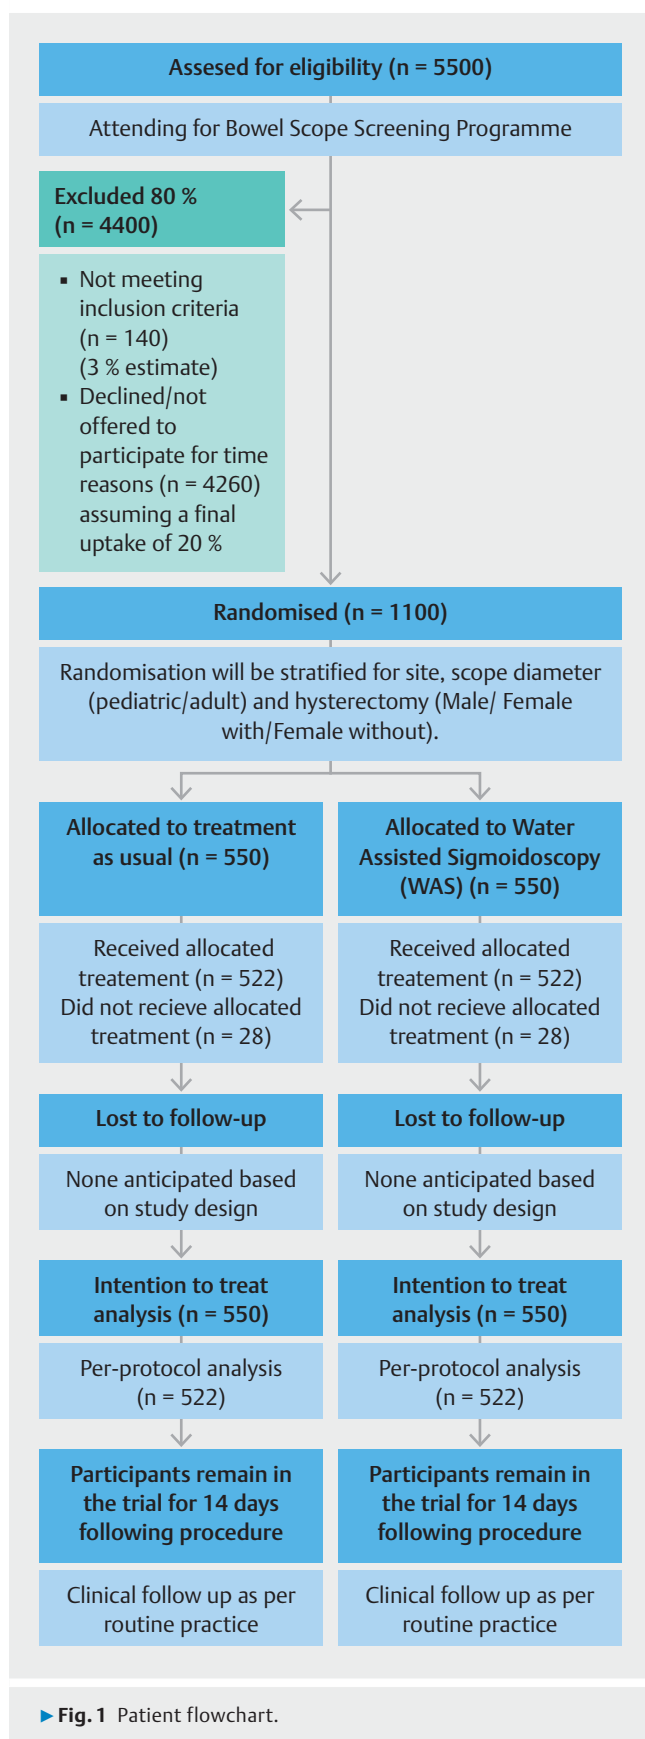 Assesed for eligibility (n = 5500)
Attending for Bowel Scope Screening Programme
Excluded 80 %
(n = 4400)
▪ Not meeting
inclusion criteria
(n = 140)
(3 % estimate)
▪ Declined/not
offered to
participate for time
reasons (n = 4260)
assuming a final
uptake of 20 %
Randomised (n = 1100)
Randomisation will be stratified for site, scope diameter
(pediatric/adult) and hysterectomy (Male/ Female
with/Female without).
Allocated to treatment
as usual (n = 550)
Received allocated
treatement (n = 522)
Did not recieve allocated
treatment (n = 28)
Lost to follow-up
None anticipated based
on study design
Intention to treat
analysis (n = 550)
Per-protocol analysis
(n = 522)
Participants remain in
the trial for 14 days
following procedure
Clinical follow up as per
routine practice
Allocated to Water
Assisted Sigmoidoscopy
(WAS) (n = 550)
Received allocated
treatement (n = 522)
Did not recieve allocated
treatment (n = 28)
Lost to follow-up
None anticipated based
on study design
Intention to treat
analysis (n = 550)
Per-protocol analysis
(n = 522)
Participants remain in
the trial for 14 days
following procedure
Clinical follow up as per
routine practice
▶ Fig. 1 Patient flowchart.